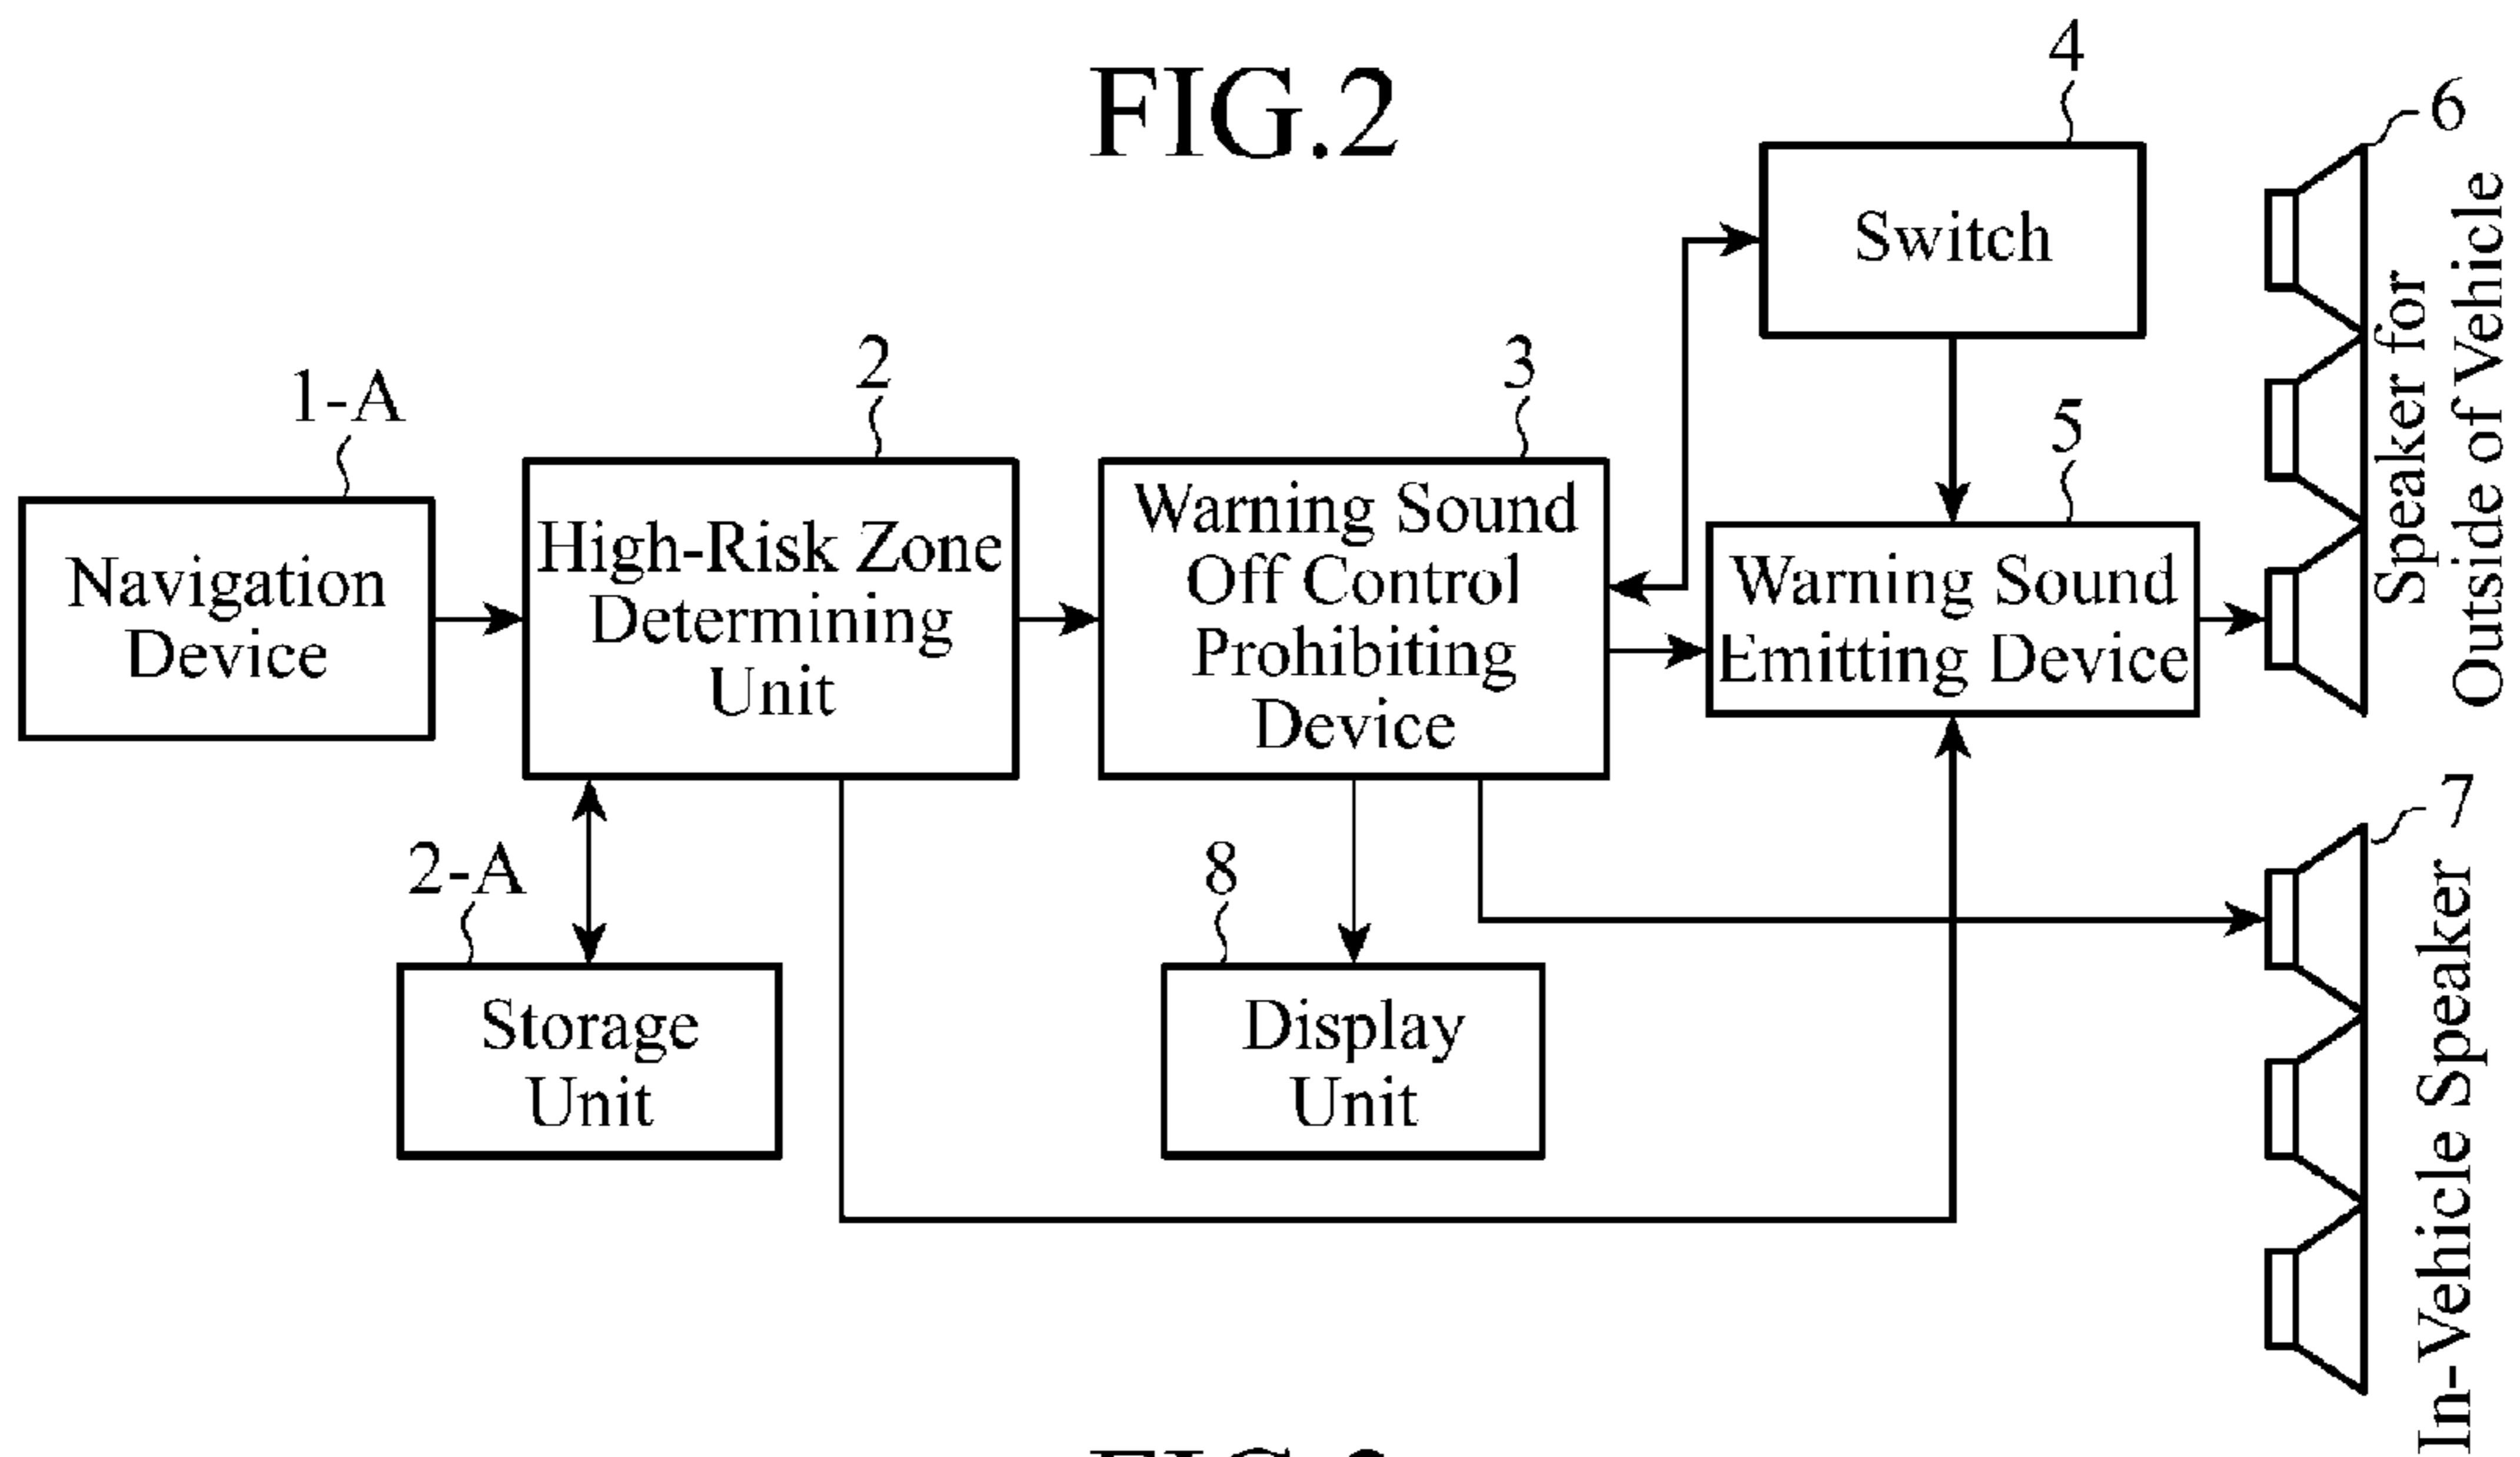 FIG.2
4
6
Switch
Speaker for
Outside of Vehicle
1-A
2
3
5
Navigation
Device
High-Risk Zone
Determining
Unit
Warning Sound
Off Control
Prohibiting
Device
Warning Sound
Emitting Device
7
In-Vehicle Speaker
2-A
8
Storage
Unit
Display
Unit